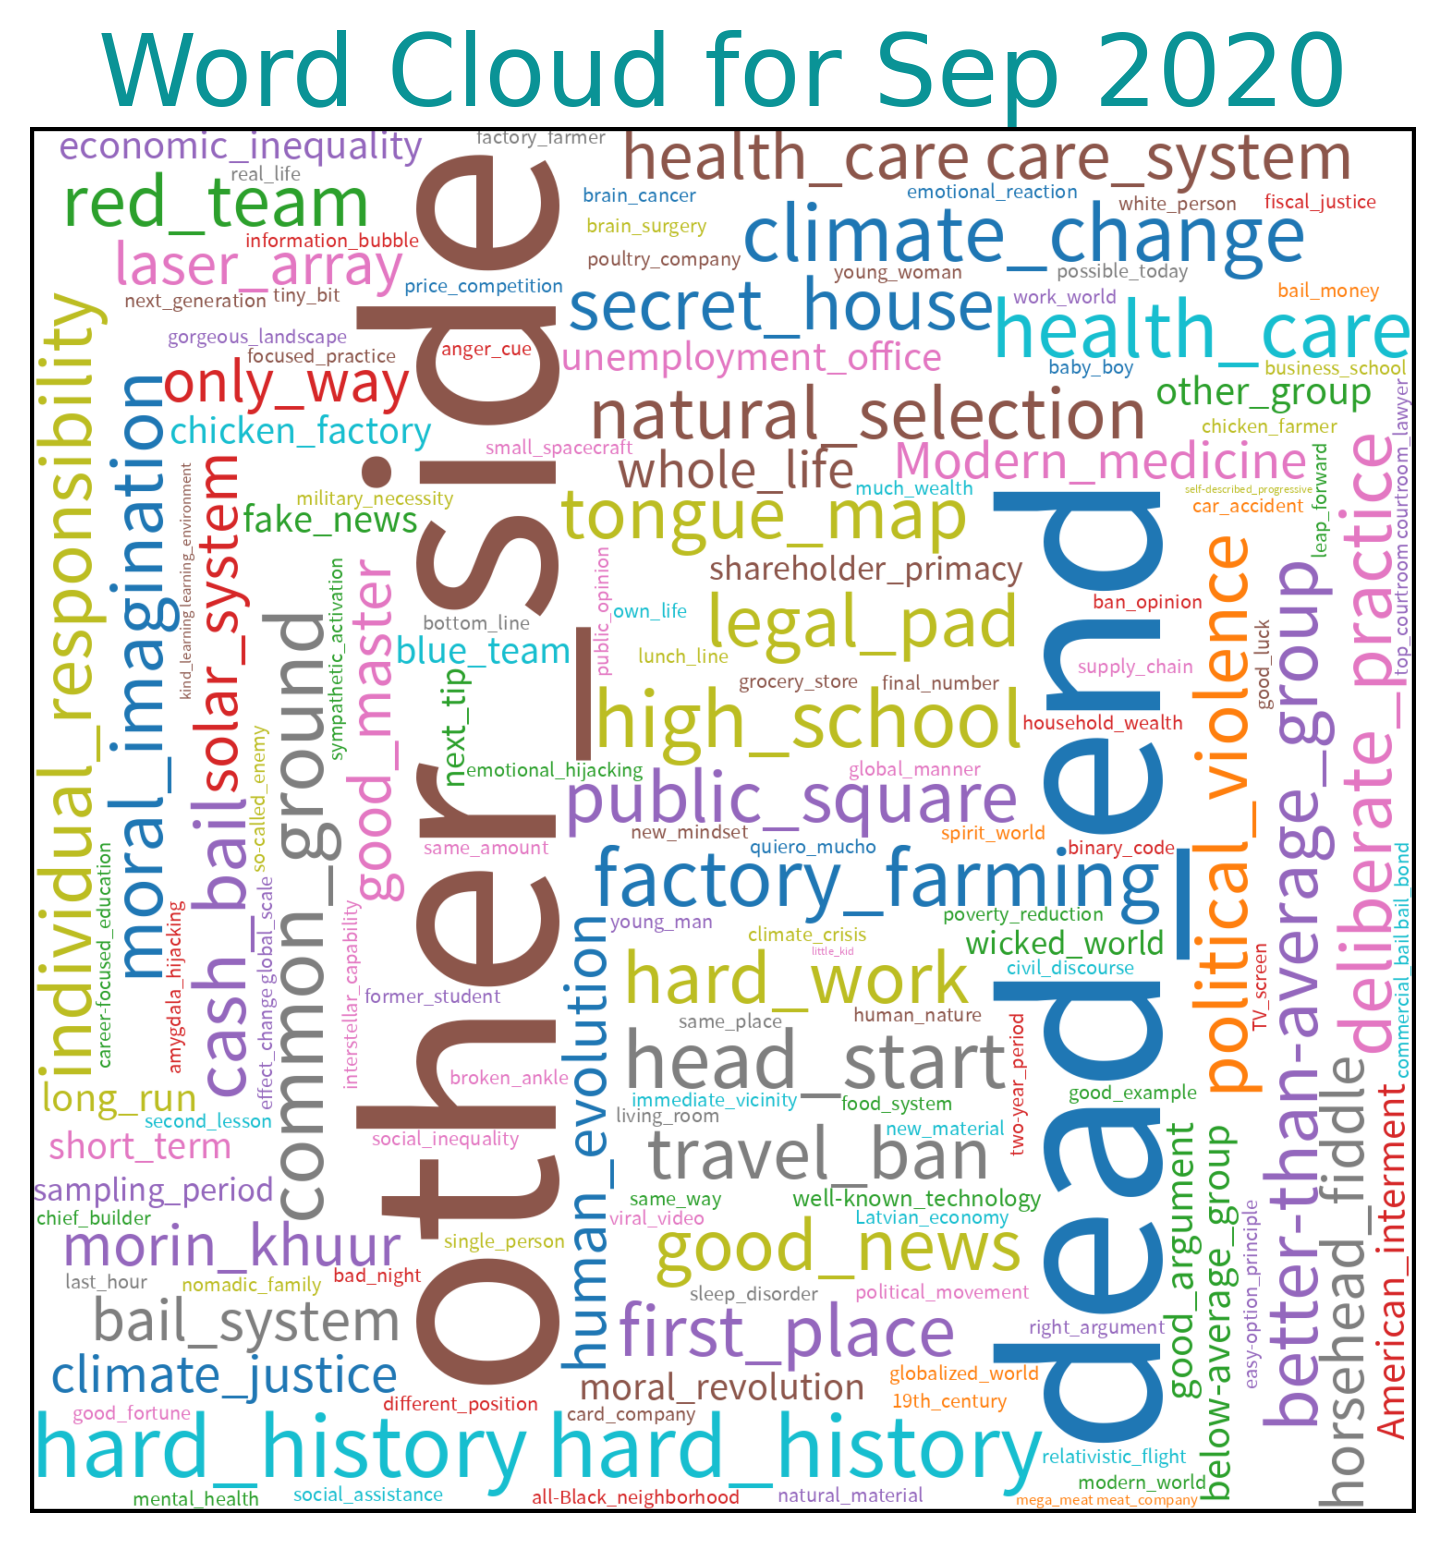 Word Cloud for Sep 2020
economic_inequality
factory_farmer
health_care care_system
real_life
red_team
brain_cancer
emotional_reaction
white_person
fiscal_justice
climate_change
brain_surgery
information_bubble
laser_array
poultry_company
young_woman
possible_today
next_generation
tiny_bit
price_competition
secret_house
work_world
bail_money
health_care
gorgeous_landscape
focused_practice
anger_cue
unemployment_office
baby_boy
business_school
only_way
other_group
natural_selection
chicken_factory
chicken_farmer
small_spacecraft
whole_life
Modern_medicine
much_wealth
self-described_progressive
military_necessity
fake_news
tongue_map
car_accident
leap_forward
top_courtroom courtroom_lawyer
deliberate_practice
individual_responsibility
moral_imagination
kind_learning learning_environment
solar_system
sympathetic_activation
good_master
other_side
dead_end
shareholder_primacy
public_opinion
own_life
ban_opinion
legal_pad
bottom_line
blue_team
lunch_line
supply_chain
good_luck
political_violence
better-than-average_group
next_tip
grocery_store
final_number
high_school
household_wealth
so-called_enemy
common_ground
cash_bail
emotional_hijacking
global_manner
public_square
new_mindset
spirit_world
same_amount
quiero_mucho
binary_code
factory_farming
career-focused_education
amygdala_hijacking
effect_change global_scale
interstellar_capability
young_man
poverty_reduction
climate_crisis
wicked_world
little_kid
hard_work
civil_discourse
TV_screen
commercial_bail bail_bond
former_student
human_evolution
same_place
human_nature
two-year_period
head_start
broken_ankle
long_run
immediate_vicinity
food_system
good_example
second_lesson
living_room
new_material
short_term
social_inequality
travel_ban
horsehead_fiddle
American_interment
good_argument
below-average_group
easy-option_principle
sampling_period
same_way
well-known_technology
chief_builder
viral_video
Latvian_economy
morin_khuur
single_person
good_news
last_hour
nomadic_family
bad_night
sleep_disorder
political_movement
bail_system
first_place
right_argument
climate_justice
moral_revolution
globalized_world
different_position
19th_century
good_fortune
card_company
hard_history
hard_history
relativistic_flight
modern_world
mental_health
social_assistance
all-Black_neighborhood
natural_material
mega_meat meat_company